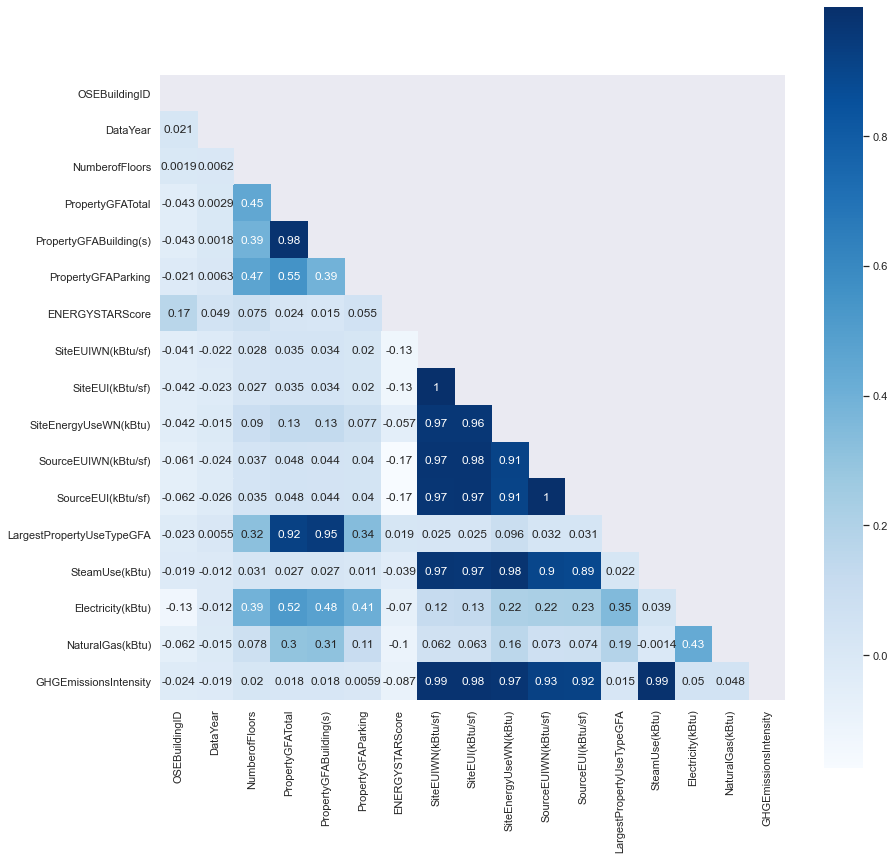 OSEBuildingID
DataYear 0.021
NumberofFloors 0.0019 0.0062
PropertyGFATotal -0.043 0.0029 0.45
PropertyGFABuilding(s) -0.043 0.0018 0.39 0.98
PropertyGFAParking -0.021 0.0063 0.47 0.55 0.39
ENERGYSTARScore 0.17 0.049 0.075 0.024 0.015 0.055
SiteEUIWN(kBtu/sf) -0.041 -0.022 0.028 0.035 0.034 0.02 -0.13
SiteEUI(kBtu/sf) -0.042 -0.023 0.027 0.035 0.034 0.02 -0.13 1
SiteEnergyUseWN(kBtu) -0.042 -0.015 0.09 0.13 0.13 0.077 -0.057 0.97 0.96
SourceEUIWN(kBtu/sf) -0.061 -0.024 0.037 0.048 0.044 0.04 -0.17 0.97 0.98 0.91
SourceEUI(kBtu/sf) -0.062 -0.026 0.035 0.048 0.044 0.04 -0.17 0.97 0.97 0.91 1
LargestPropertyUseTypeGFA -0.023 0.0055 0.32 0.92 0.95 0.34 0.019 0.025 0.025 0.096 0.032 0.031
SteamUse(kBtu) -0.019 -0.012 0.031 0.027 0.027 0.011 -0.039 0.97 0.97 0.98 0.9 0.89 0.022
Electricity(kBtu) -0.13 -0.012 0.39 0.52 0.48 0.41 -0.07 0.12 0.13 0.22 0.22 0.23 0.35 0.039
NaturalGas(kBtu) -0.062 -0.015 0.078 0.3 0.31 0.11 -0.1 0.062 0.063 0.16 0.073 0.074 0.19 -0.0014 0.43
GHGEmissionsIntensity -0.024 -0.019 0.02 0.018 0.018 0.0059 -0.087 0.99 0.98 0.97 0.93 0.92 0.015 0.99 0.05 0.048
OSEBuildingID
DataYear
NumberofFloors
PropertyGFATotal
PropertyGFABuilding(s)
PropertyGFAParking
ENERGYSTARScore
SiteEUIWN(kBtu/sf)
SiteEUI(kBtu/sf)
SiteEnergyUseWN(kBtu)
SourceEUIWN(kBtu/sf)
SourceEUI(kBtu/sf)
LargestPropertyUseTypeGFA
SteamUse(kBtu)
Electricity(kBtu)
NaturalGas(kBtu)
GHGEmissionsIntensity
0.8
0.6
0.4
0.2
0.0